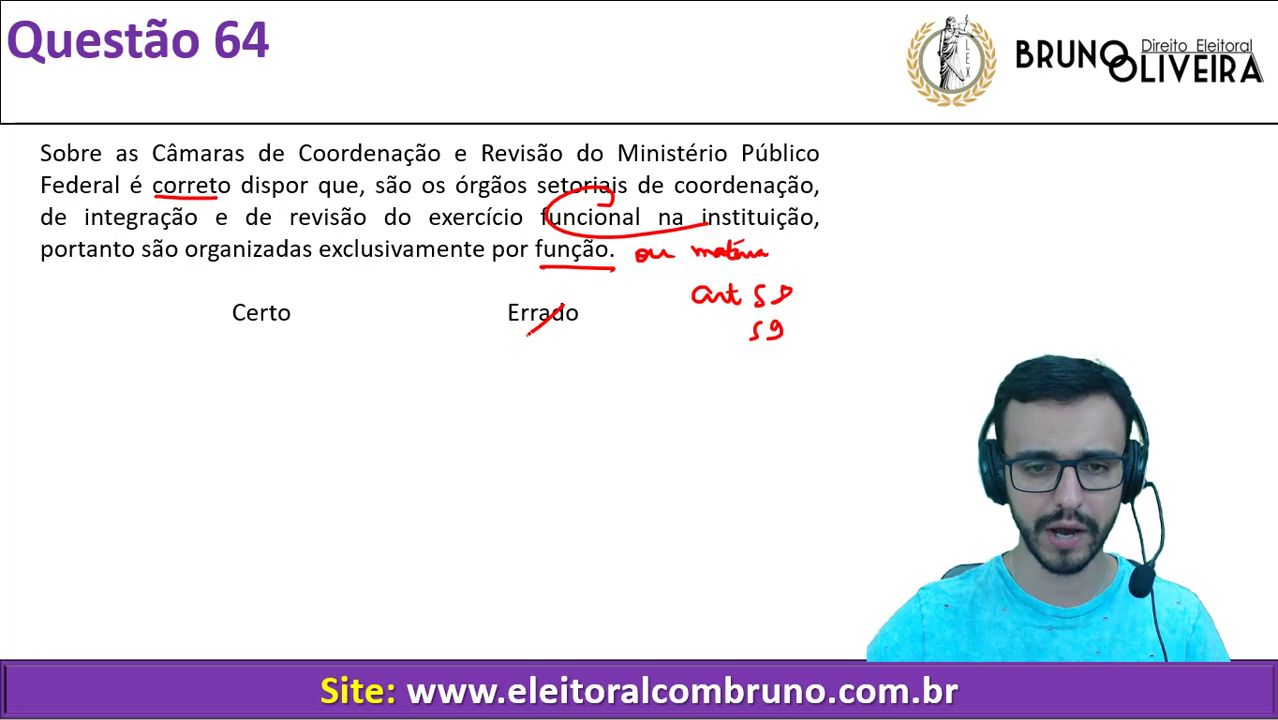 Questão 64
LEX
BRUNO Direito Eleitoral
OLIVEIRA
Sobre as Câmaras de Coordenação e Revisão do Ministério Público
Federal é correto dispor que, são os órgãos setoriais de coordenação,
de integração e de revisão do exercício funcional na instituição,
portanto são organizadas exclusivamente por função. ou matéria
art 58
59
Certo Errado
Site: www.eleitoralcombruno.com.br